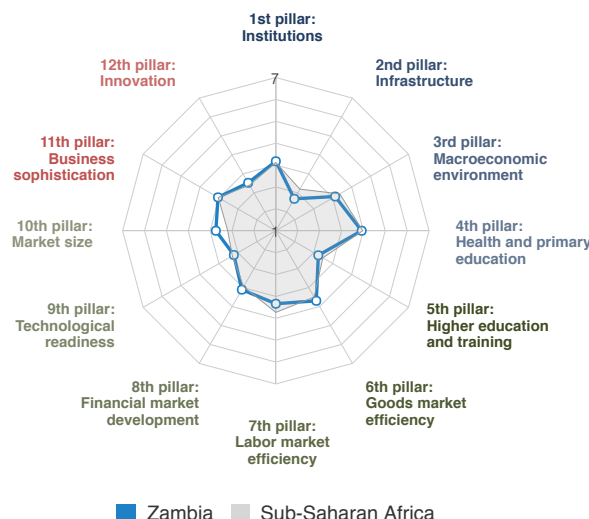 1st pillar:
Institutions
2nd pillar:
Infrastructure
3rd pillar:
Macroeconomic
environment
4th pillar:
Health and primary
education
5th pillar:
Higher education
and training
6th pillar:
Goods market
efficiency
7th pillar:
Labor market
efficiency
8th pillar:
Financial market
development
9th pillar:
Technological
readiness
10th pillar:
Market size
11th pillar:
Business
sophistication
12th pillar:
Innovation
7
1
Zambia
Sub-Saharan Africa